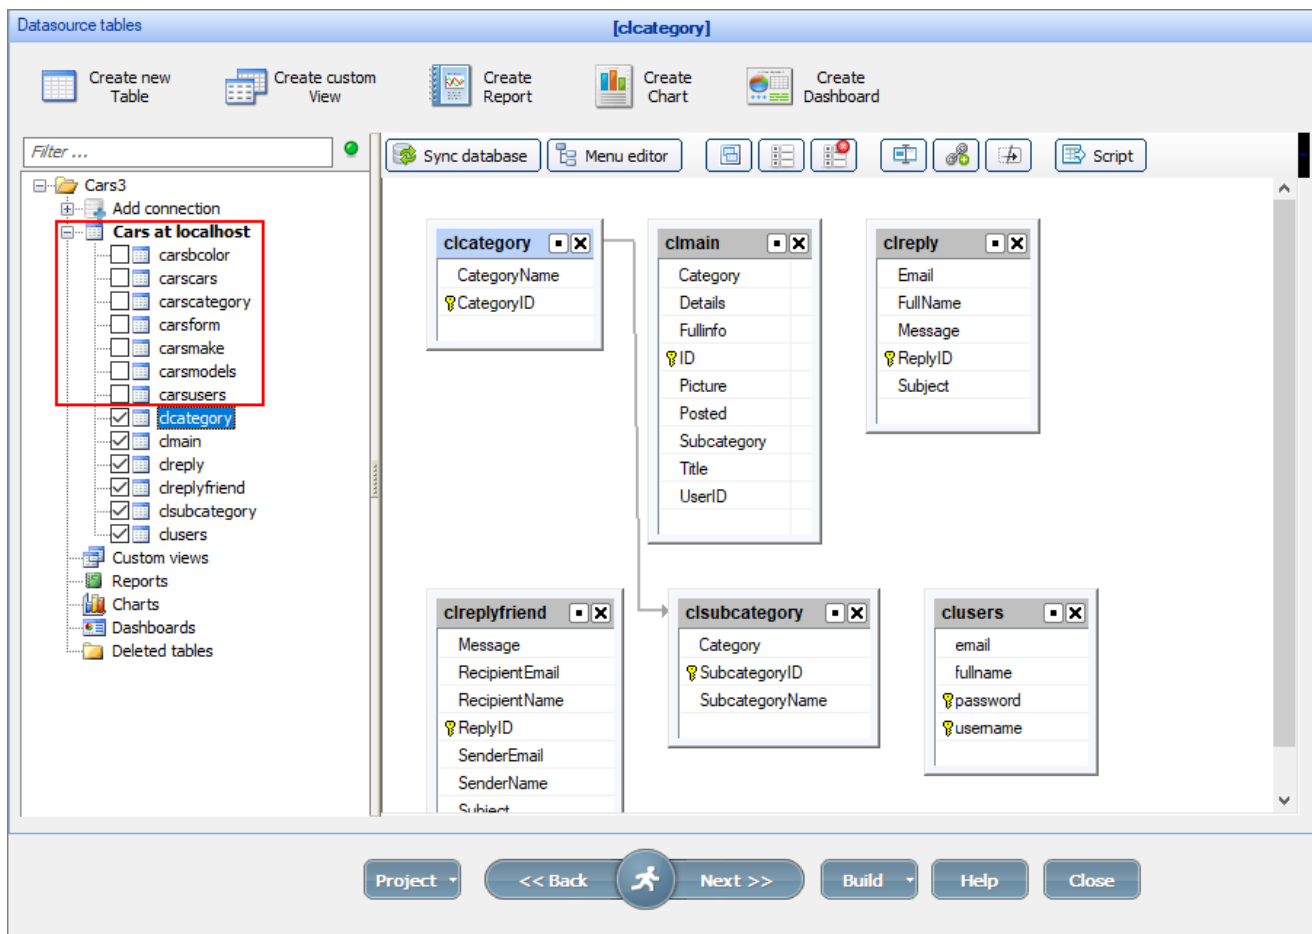 Datasource tables
[clcategory]
Create new
Table
Create custom
View
Create
Report
Create
Chart
Create
Dashboard
Filter ...
Sync database
Menu editor
Script
Cars3
Add connection
Cars at localhost
carsbcolor
carscars
carscategory
carsform
carsmake
carsmodels
carsusers
clcategory
clmain
clreply
clreplyfriend
clsubcategory
clusers
Custom views
Reports
Charts
Dashboards
Deleted tables
clcategory
CategoryName
CategoryID
clmain
Category
Details
Fullinfo
ID
Picture
Posted
Subcategory
Title
UserID
clreply
Email
FullName
Message
ReplyID
Subject
clreplyfriend
Message
RecipientEmail
RecipientName
ReplyID
SenderEmail
SenderName
Subject
clsubcategory
Category
SubcategoryID
SubcategoryName
clusers
email
fullname
password
username
Project
<< Back
Next >>
Build
Help
Close